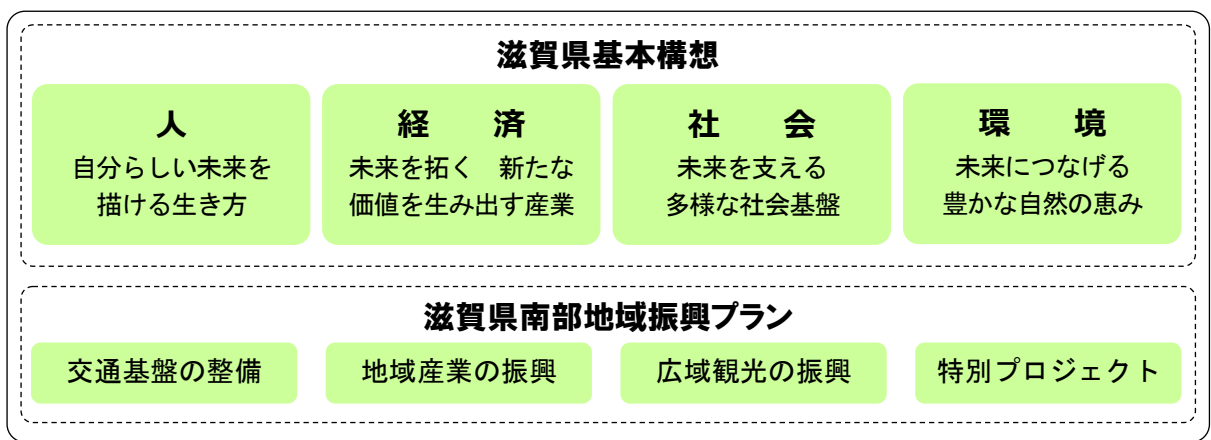 滋賀県基本構想
人
自分らしい未来を
描ける生き方
経　済
未来を拓く　新たな
価値を生み出す産業
社　会
未来を支える
多様な社会基盤
環　境
未来につなげる
豊かな自然の恵み
滋賀県南部地域振興プラン
交通基盤の整備
地域産業の振興
広域観光の振興
特別プロジェクト